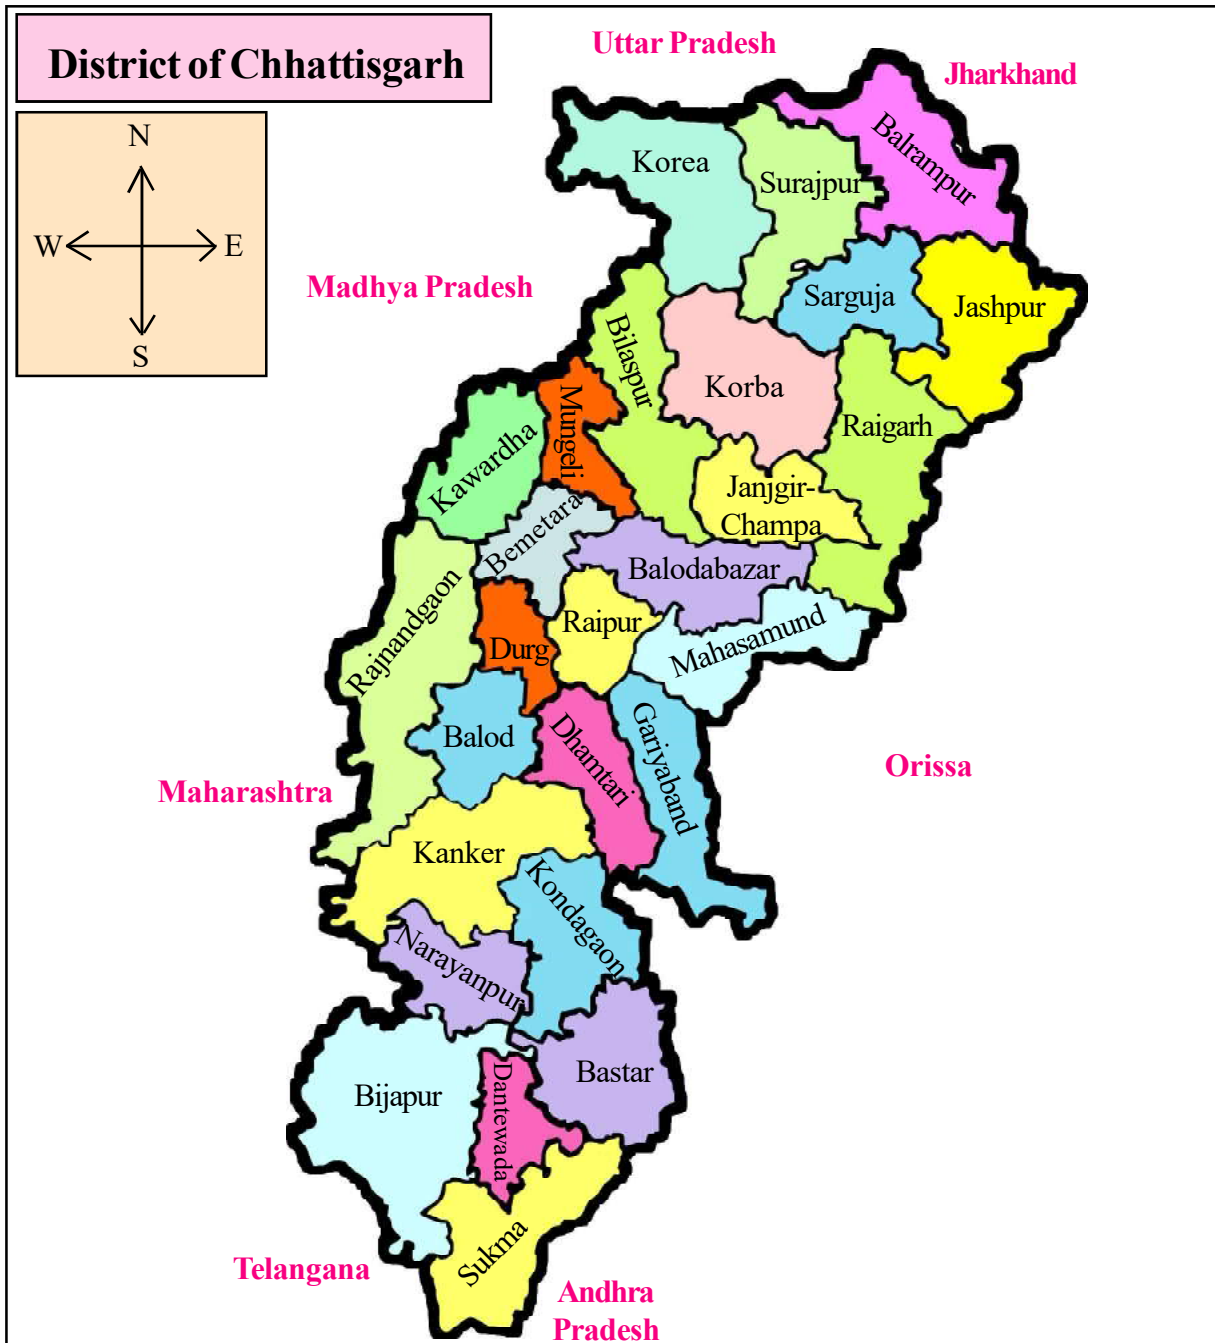 District of Chhattisgarh
Uttar Pradesh
Jharkhand
N
W
E
S
Madhya Pradesh
Korea
Surajpur
Balrampur
Sarguja
Jashpur
Bilaspur
Korba
Mungeli
Kawardha
Raigarh
Janjgir-
Champa
Bemetara
Balodabazar
Rajnandgaon
Durg
Raipur
Mahasamund
Balod
Dhamtari
Gariyaband
Orissa
Maharashtra
Kanker
Kondagaon
Narayanpur
Bijapur
Dantewada
Bastar
Sukma
Telangana
Andhra
Pradesh